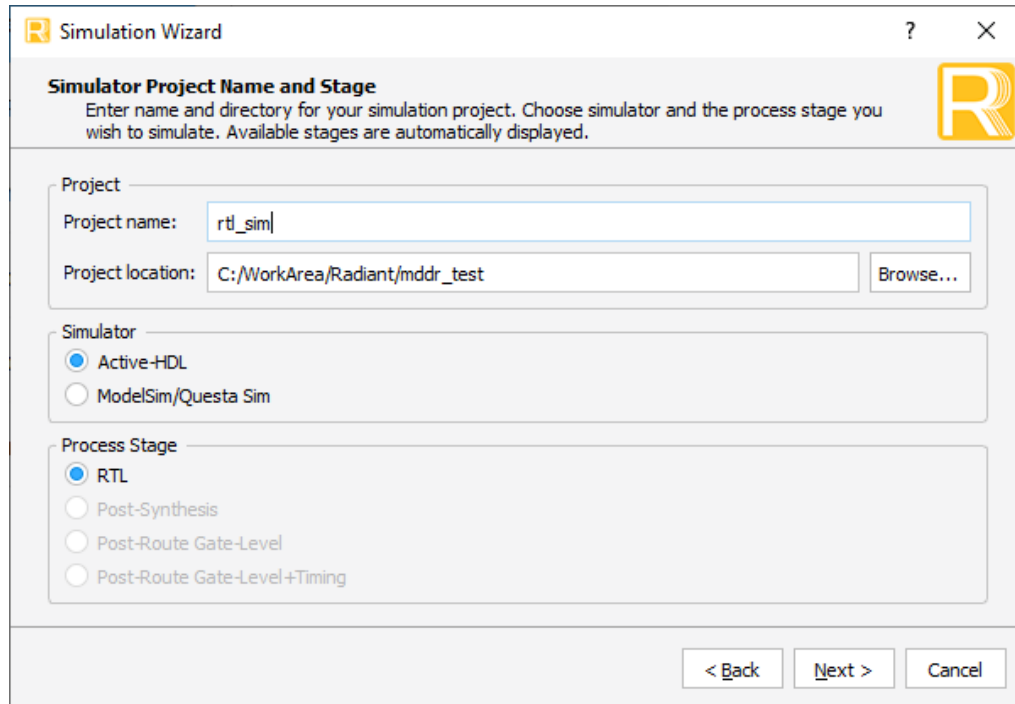 Simulation Wizard
?
Simulator Project Name and Stage
Enter name and directory for your simulation project. Choose simulator and the process stage you
wish to simulate. Available stages are automatically displayed.
R
Project
Project name: rtl_sim
Project location: C:/WorkArea/Radiant/mddr_test Browse...
Simulator
Active-HDL
ModelSim/Questa Sim
Process Stage
RTL
Post-Synthesis
Post-Route Gate-Level
Post-Route Gate-Level+Timing
< Back Next > Cancel